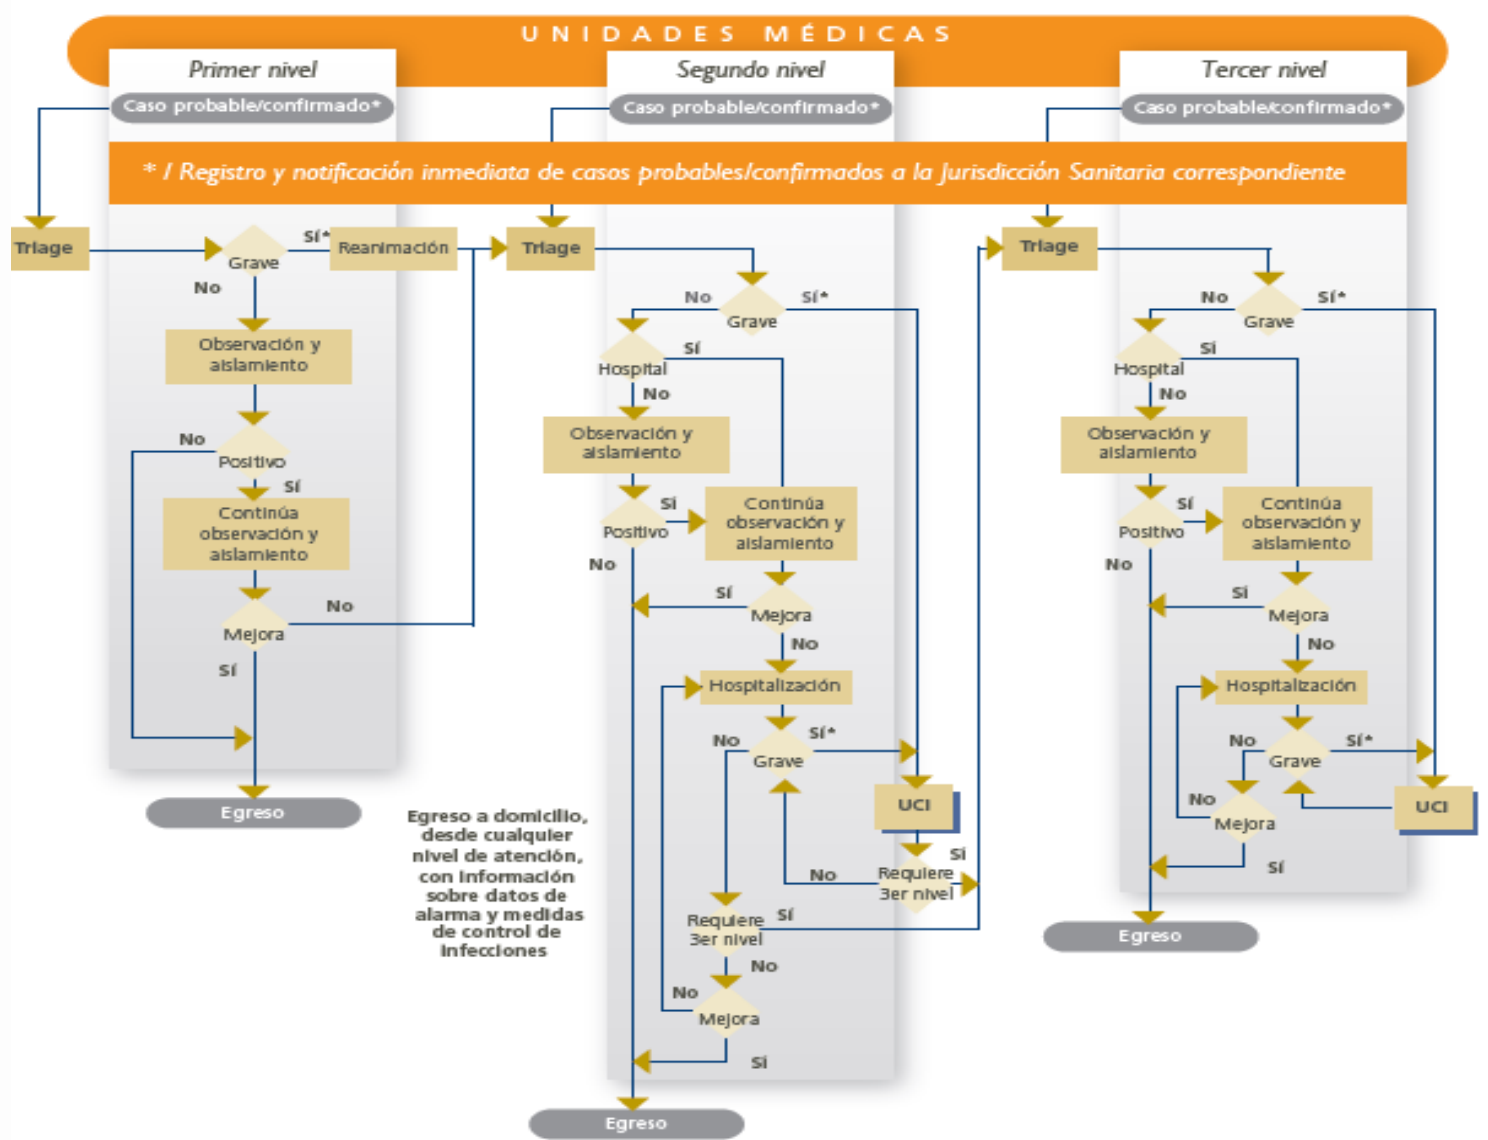 UNIDADES MÉDICAS
Primer nivel
Caso probable/confirmado*
Segundo nivel
Caso probable/confirmado*
Tercer nivel
Caso probable/confirmado*
* / Registro y notificación inmediata de casos probables/confirmados a la Jurisdicción Sanitaria correspondiente
Triage
Grave
Sí*
Reanimación
No
Observación y
aislamiento
No
Positivo
Sí
Continúa
observación y
aislamiento
No
Mejora
Sí
Egreso
Egreso a domicilio,
desde cualquier
nivel de atención,
con información
sobre datos de
alarma y medidas
de control de
infecciones
Triage
No
Sí*
Grave
Sí
Hospital
No
Observación y
aislamiento
Sí
Positivo
Continúa
observación y
aislamiento
No
Sí
Mejora
No
Hospitalización
No
Sí*
Grave
UCI
Sí
No
Requiere
3er nivel
Requiere
3er nivel
Sí
No
No
Mejora
Sí
Egreso
Triage
No
Sí*
Grave
Sí
Hospital
No
Observación y
aislamiento
Sí
Positivo
Continúa
observación y
aislamiento
No
Sí
Mejora
No
Hospitalización
No
Sí*
Grave
UCI
No
Mejora
Sí
Egreso